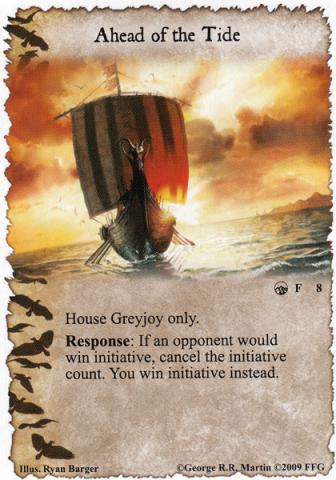 Ahead of the Tide
F 8
House Greyjoy only.
Response: If an opponent would
win initiative, cancel the initiative
count. You win initiative instead.
Illus. Ryan Barger ©George R.R. Martin ©2009 FFG